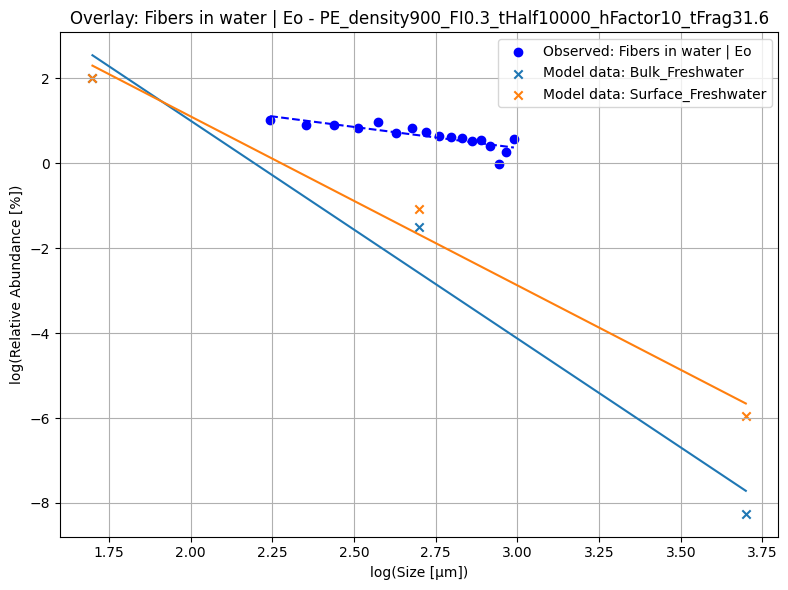 Overlay: Fibers in water | Eo - PE_density900_FI0.3_tHalf10000_hFactor10_tFrag31.6
Observed: Fibers in water | Eo
Model data: Bulk_Freshwater
Model data: Surface_Freshwater
log(Relative Abundance [%])
2
0
−2
−4
−6
−8
1.75 2.00 2.25 2.50 2.75 3.00 3.25 3.50 3.75
log(Size [μm])